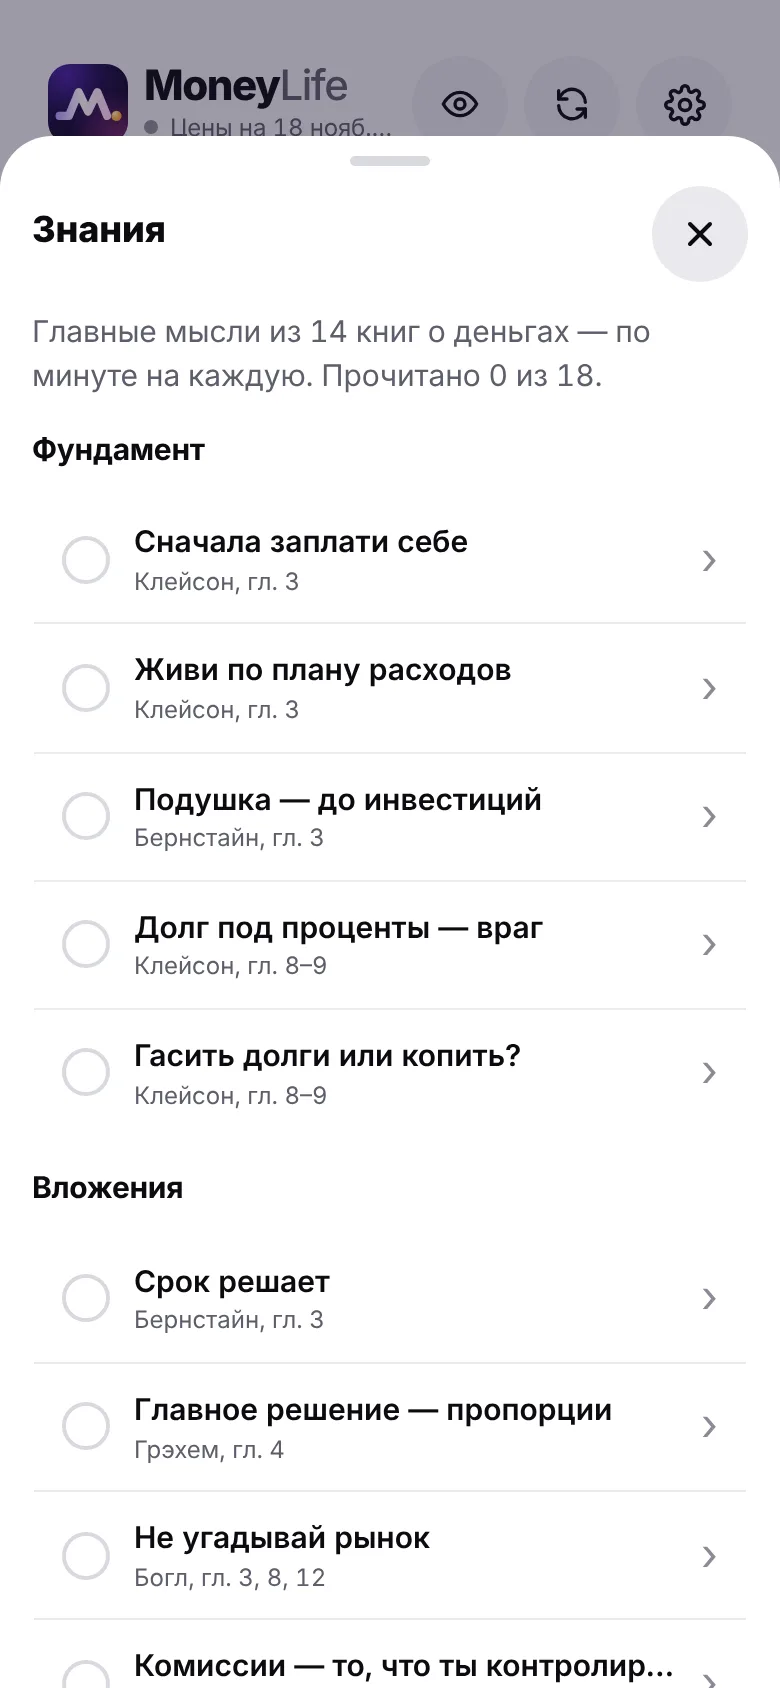 MoneyLife
Цены на 18 нояб....
Знания
Главные мысли из 14 книг о деньгах — по
минуте на каждую. Прочитано 0 из 18.
Фундамент
Сначала заплати себе
Клейсон, гл. 3
Живи по плану расходов
Клейсон, гл. 3
Подушка — до инвестиций
Бернстайн, гл. 3
Долг под проценты — враг
Клейсон, гл. 8–9
Гасить долги или копить?
Клейсон, гл. 8–9
Вложения
Срок решает
Бернстайн, гл. 3
Главное решение — пропорции
Грэхем, гл. 4
Не угадывай рынок
Богл, гл. 3, 8, 12
Комиссии — то, что ты контролир...